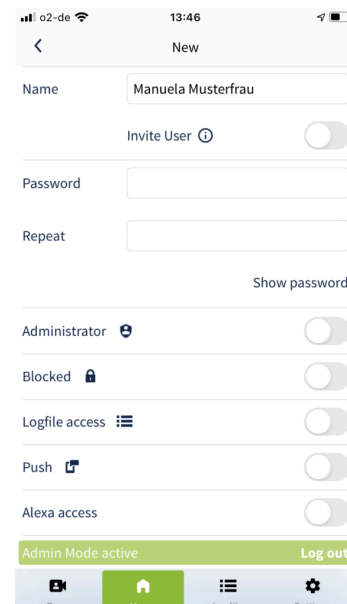 o2-de 13:46
New
Name Manuela Musterfrau
Invite User
Password
Repeat
Show password
Administrator
Blocked
Logfile access
Push
Alexa access
Admin Mode active Log out